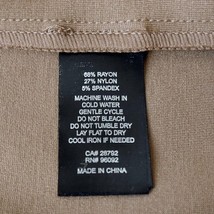 68% RAYON
27% NYLON
5% SPANDEX
MACHINE WASH IN
COLD WATER
GENTLE CYCLE
DO NOT BLEACH
DO NOT TUMBLE DRY
LAY FLAT TO DRY
COOL IRON IF NEEDED
CA# 28792
RN# 96092
MADE IN CHINA